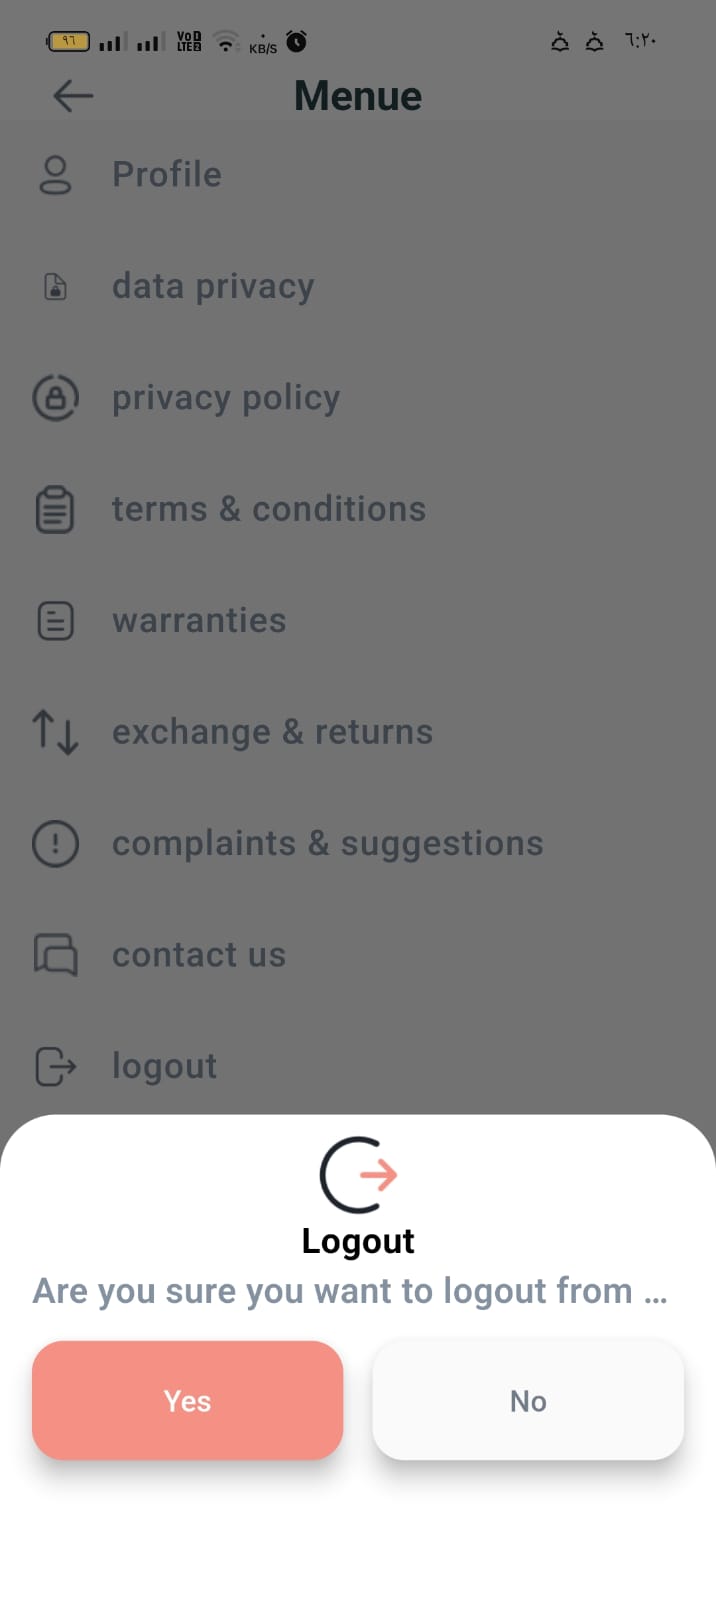 ٩٦
VoD
LTE2
KB/S
٦:٢٠
Menue
Profile
data privacy
privacy policy
terms & conditions
warranties
exchange & returns
complaints & suggestions
contact us
logout
Logout
Are you sure you want to logout from ...
Yes
No